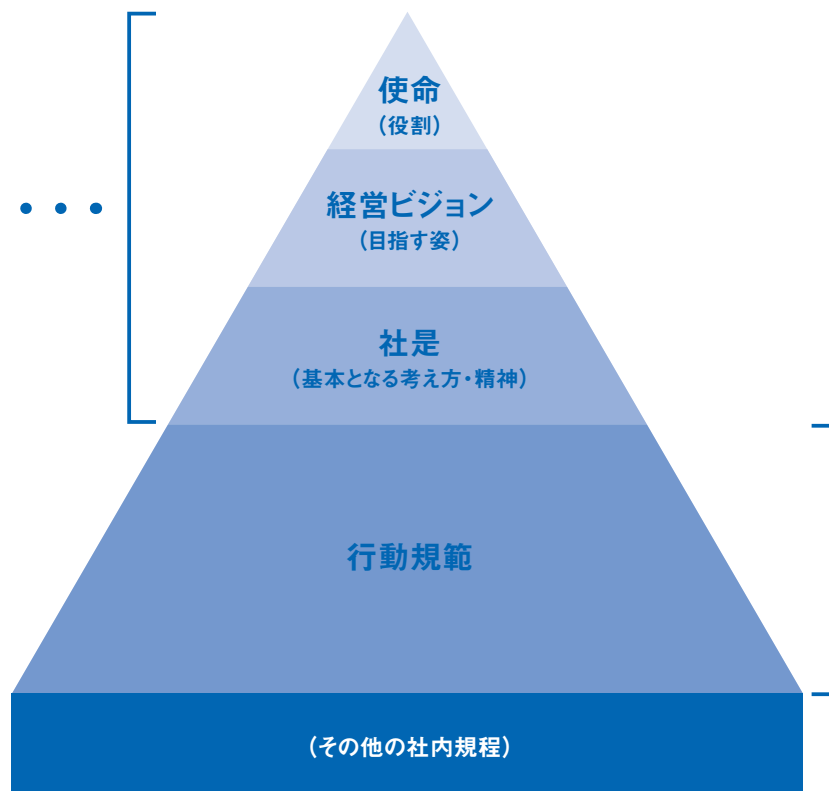 使命
(役割)
経営ビジョン
(目指す姿)
社是
(基本となる考え方・精神)
行動規範
(その他の社内規程)